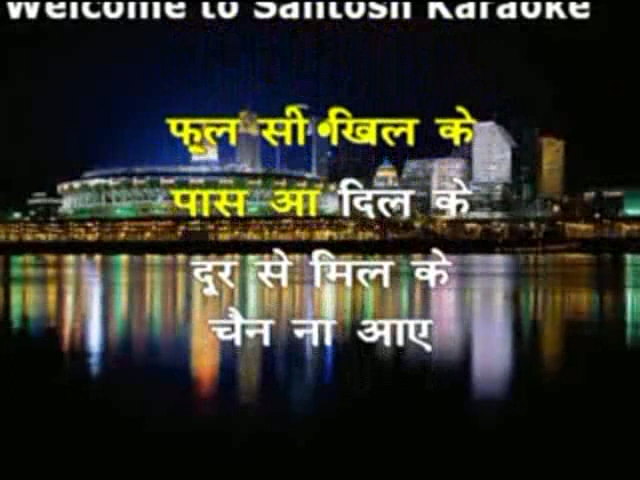 Welcome to Santosh Karaoke
फूल सी खिल के
पास आ दिल के
दूर से मिल के
चैन ना आए